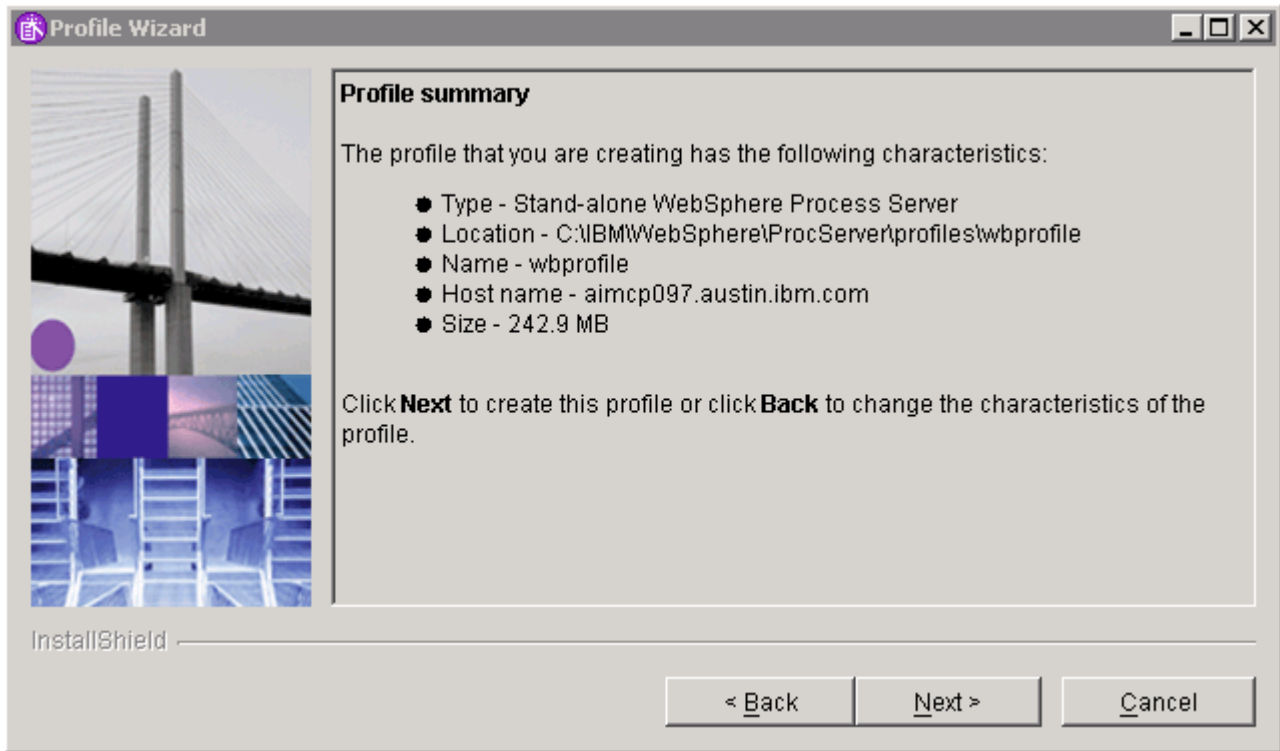 Profile Wizard
Profile summary
The profile that you are creating has the following characteristics:
● Type - Stand-alone WebSphere Process Server
● Location - C:\IBM\WebSphere\ProcServer\profiles\wbprofile
● Name - wbprofile
● Host name - aimcp097.austin.ibm.com
● Size - 242.9 MB
Click Next to create this profile or click Back to change the characteristics of the
profile.
InstallShield
< Back
Next >
Cancel